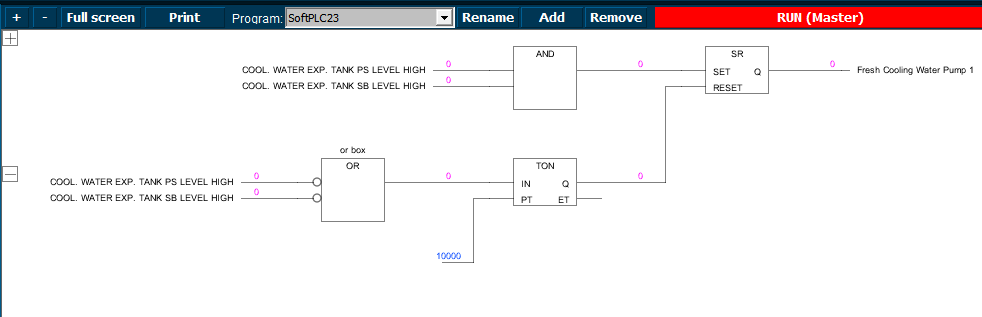 + - Full screen Print Program: SoftPLC23 Rename Add Remove RUN (Master)
AND SR
COOL. WATER EXP. TANK PS LEVEL HIGH 0 0 SET Q 0 Fresh Cooling Water Pump 1
COOL. WATER EXP. TANK SB LEVEL HIGH 0 RESET
or box
OR TON
COOL. WATER EXP. TANK PS LEVEL HIGH 0 0 IN Q 0
COOL. WATER EXP. TANK SB LEVEL HIGH 0 PT ET
10000